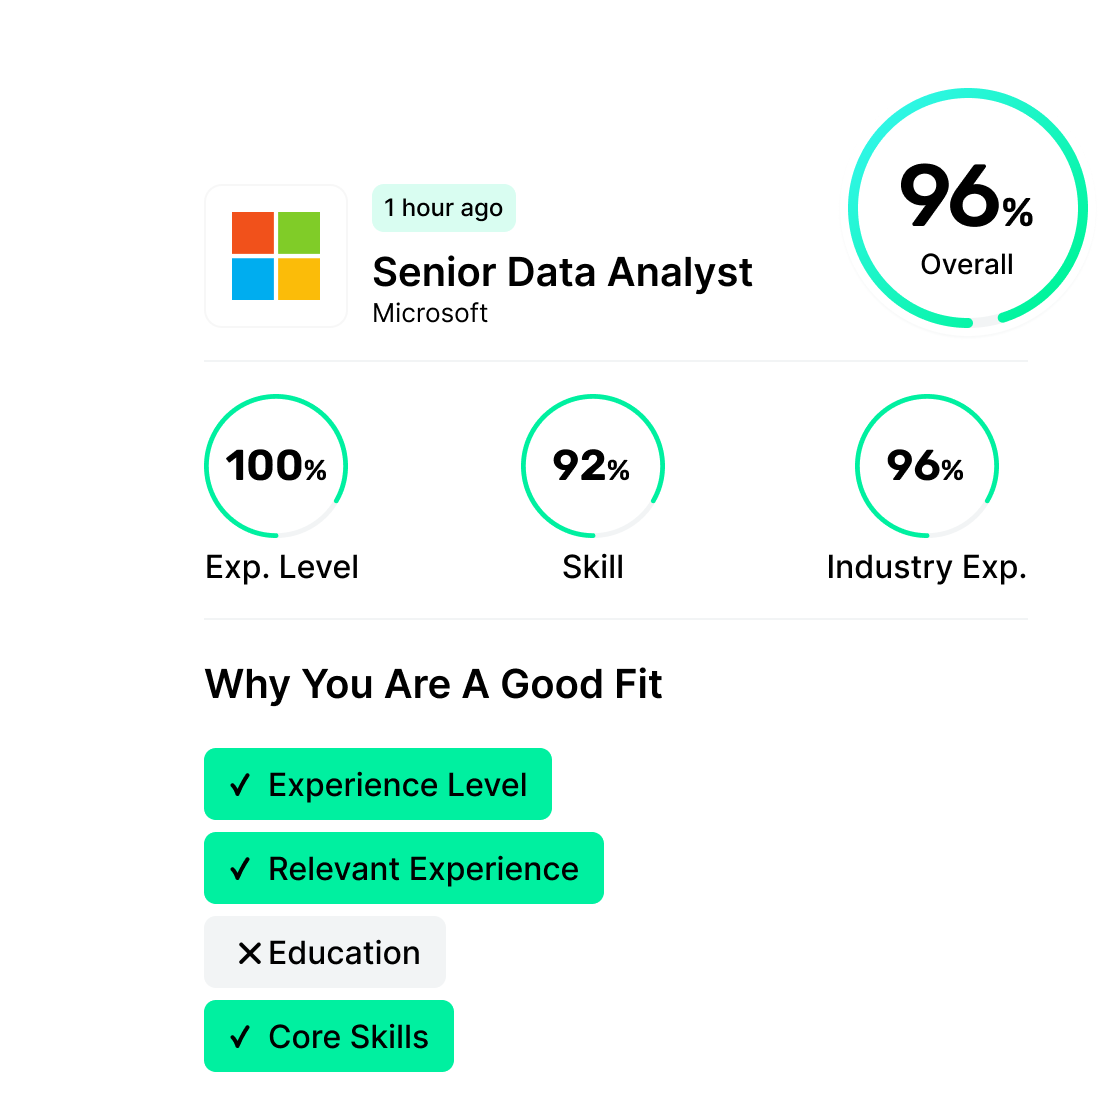 1 hour ago
Senior Data Analyst
Microsoft
96%
Overall
100%
Exp. Level
92%
Skill
96%
Industry Exp.
Why You Are A Good Fit
✓ Experience Level
✓ Relevant Experience
✕ Education
✓ Core Skills